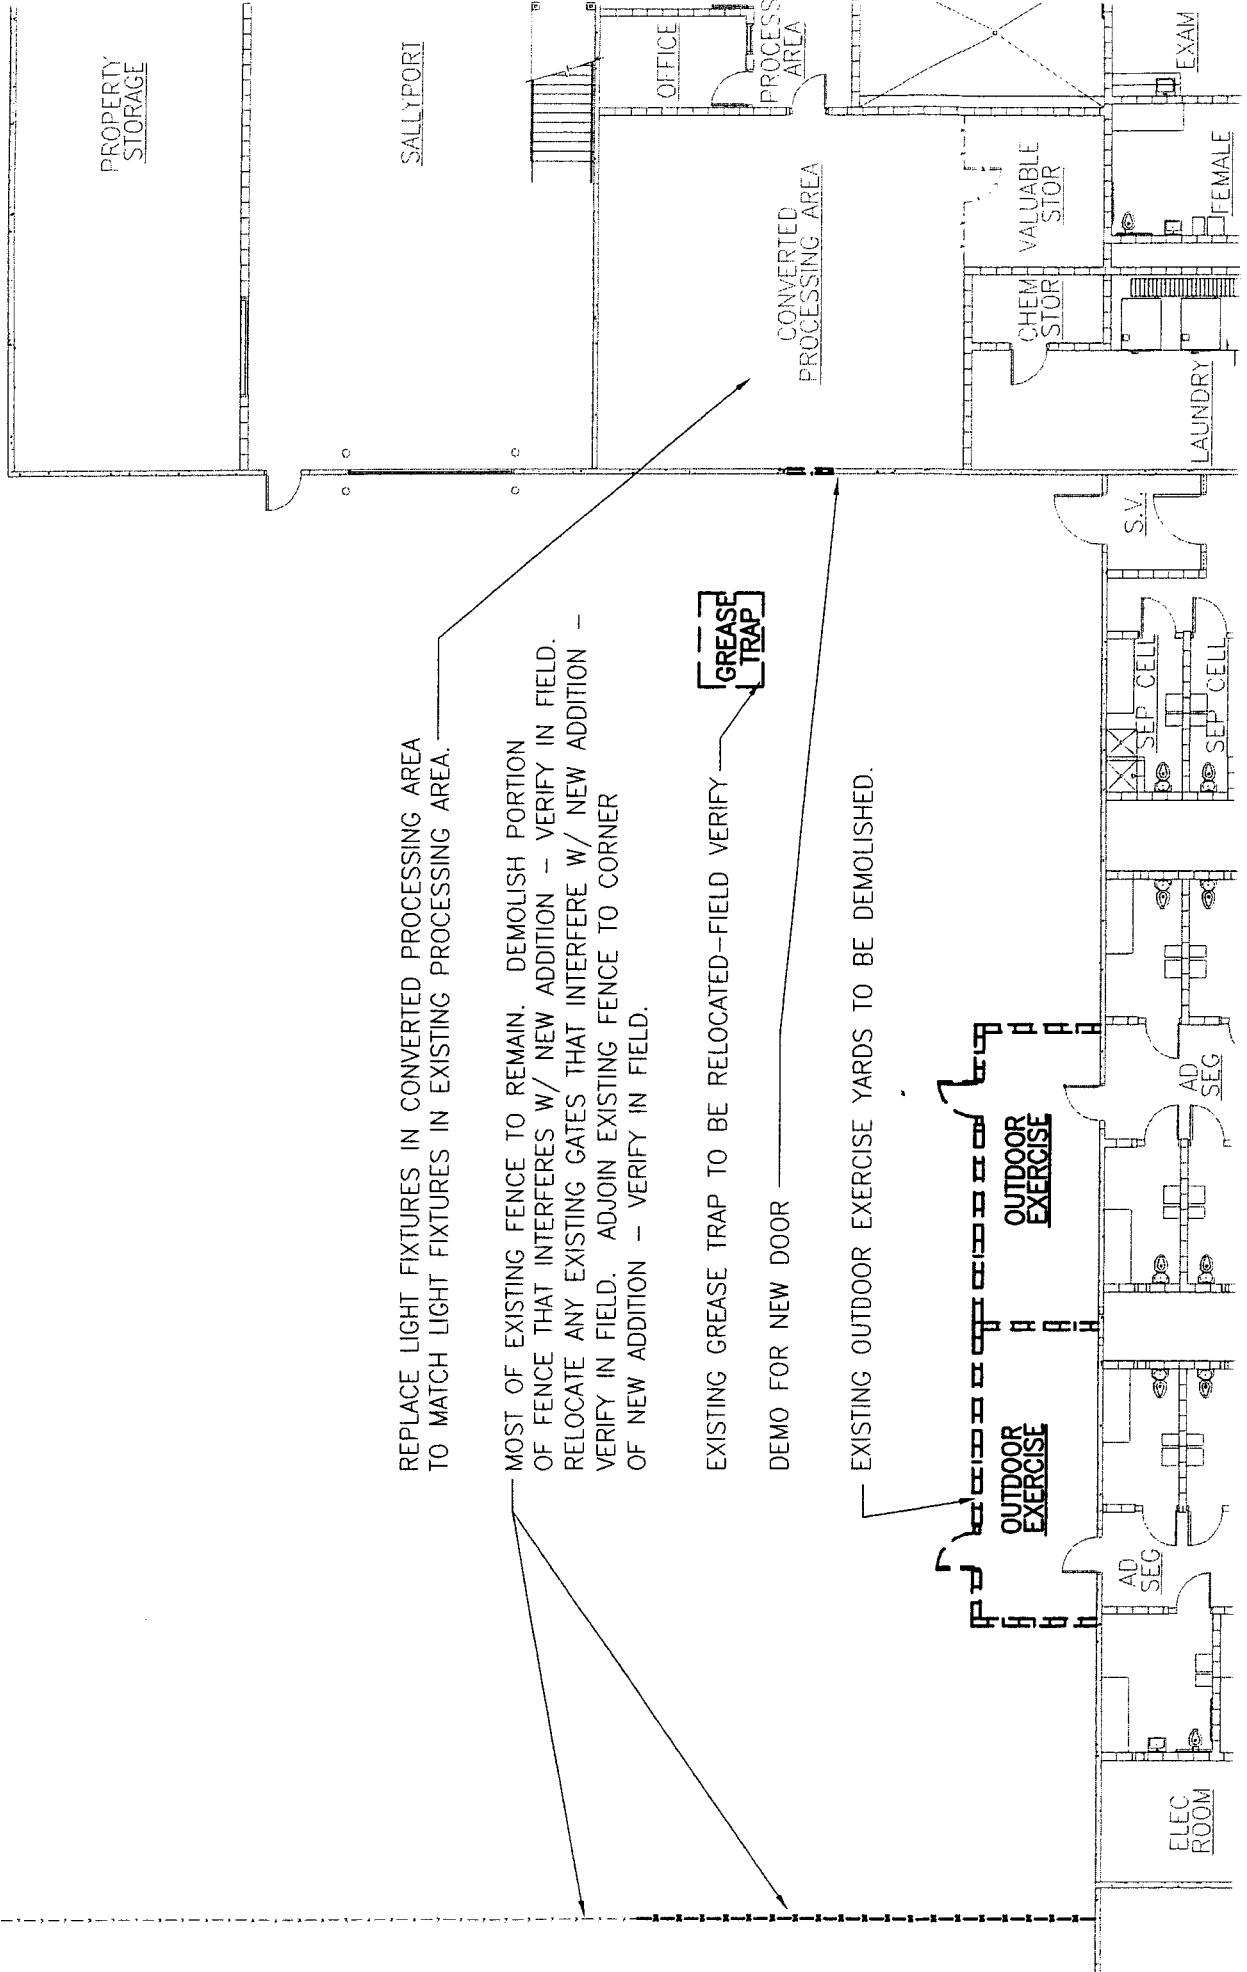 PROPERTY
STORAGE
SALLYPORT
OFFICE
PROCESS
AREA
EXAM
CONVERTED
PROCESSING AREA
VALUABLE
STOR
FEMALE
CHEM
STOR
LAUNDRY
S.V.
REPLACE LIGHT FIXTURES IN CONVERTED PROCESSING AREA
TO MATCH LIGHT FIXTURES IN EXISTING PROCESSING AREA.
MOST OF EXISTING FENCE TO REMAIN. DEMOLISH PORTION
OF FENCE THAT INTERFERES W/ NEW ADDITION - VERIFY IN FIELD.
RELOCATE ANY EXISTING GATES THAT INTERFERE W/ NEW ADDITION -
VERIFY IN FIELD. ADJOIN EXISTING FENCE TO CORNER
OF NEW ADDITION - VERIFY IN FIELD.
GREASE
TRAP
EXISTING GREASE TRAP TO BE RELOCATED-FIELD VERIFY
DEMO FOR NEW DOOR
EXISTING OUTDOOR EXERCISE YARDS TO BE DEMOLISHED.
SEP CELL
SEP CELL
OUTDOOR
EXERCISE
OUTDOOR
EXERCISE
AD
SEG
AD
SEG
ELEC
ROOM